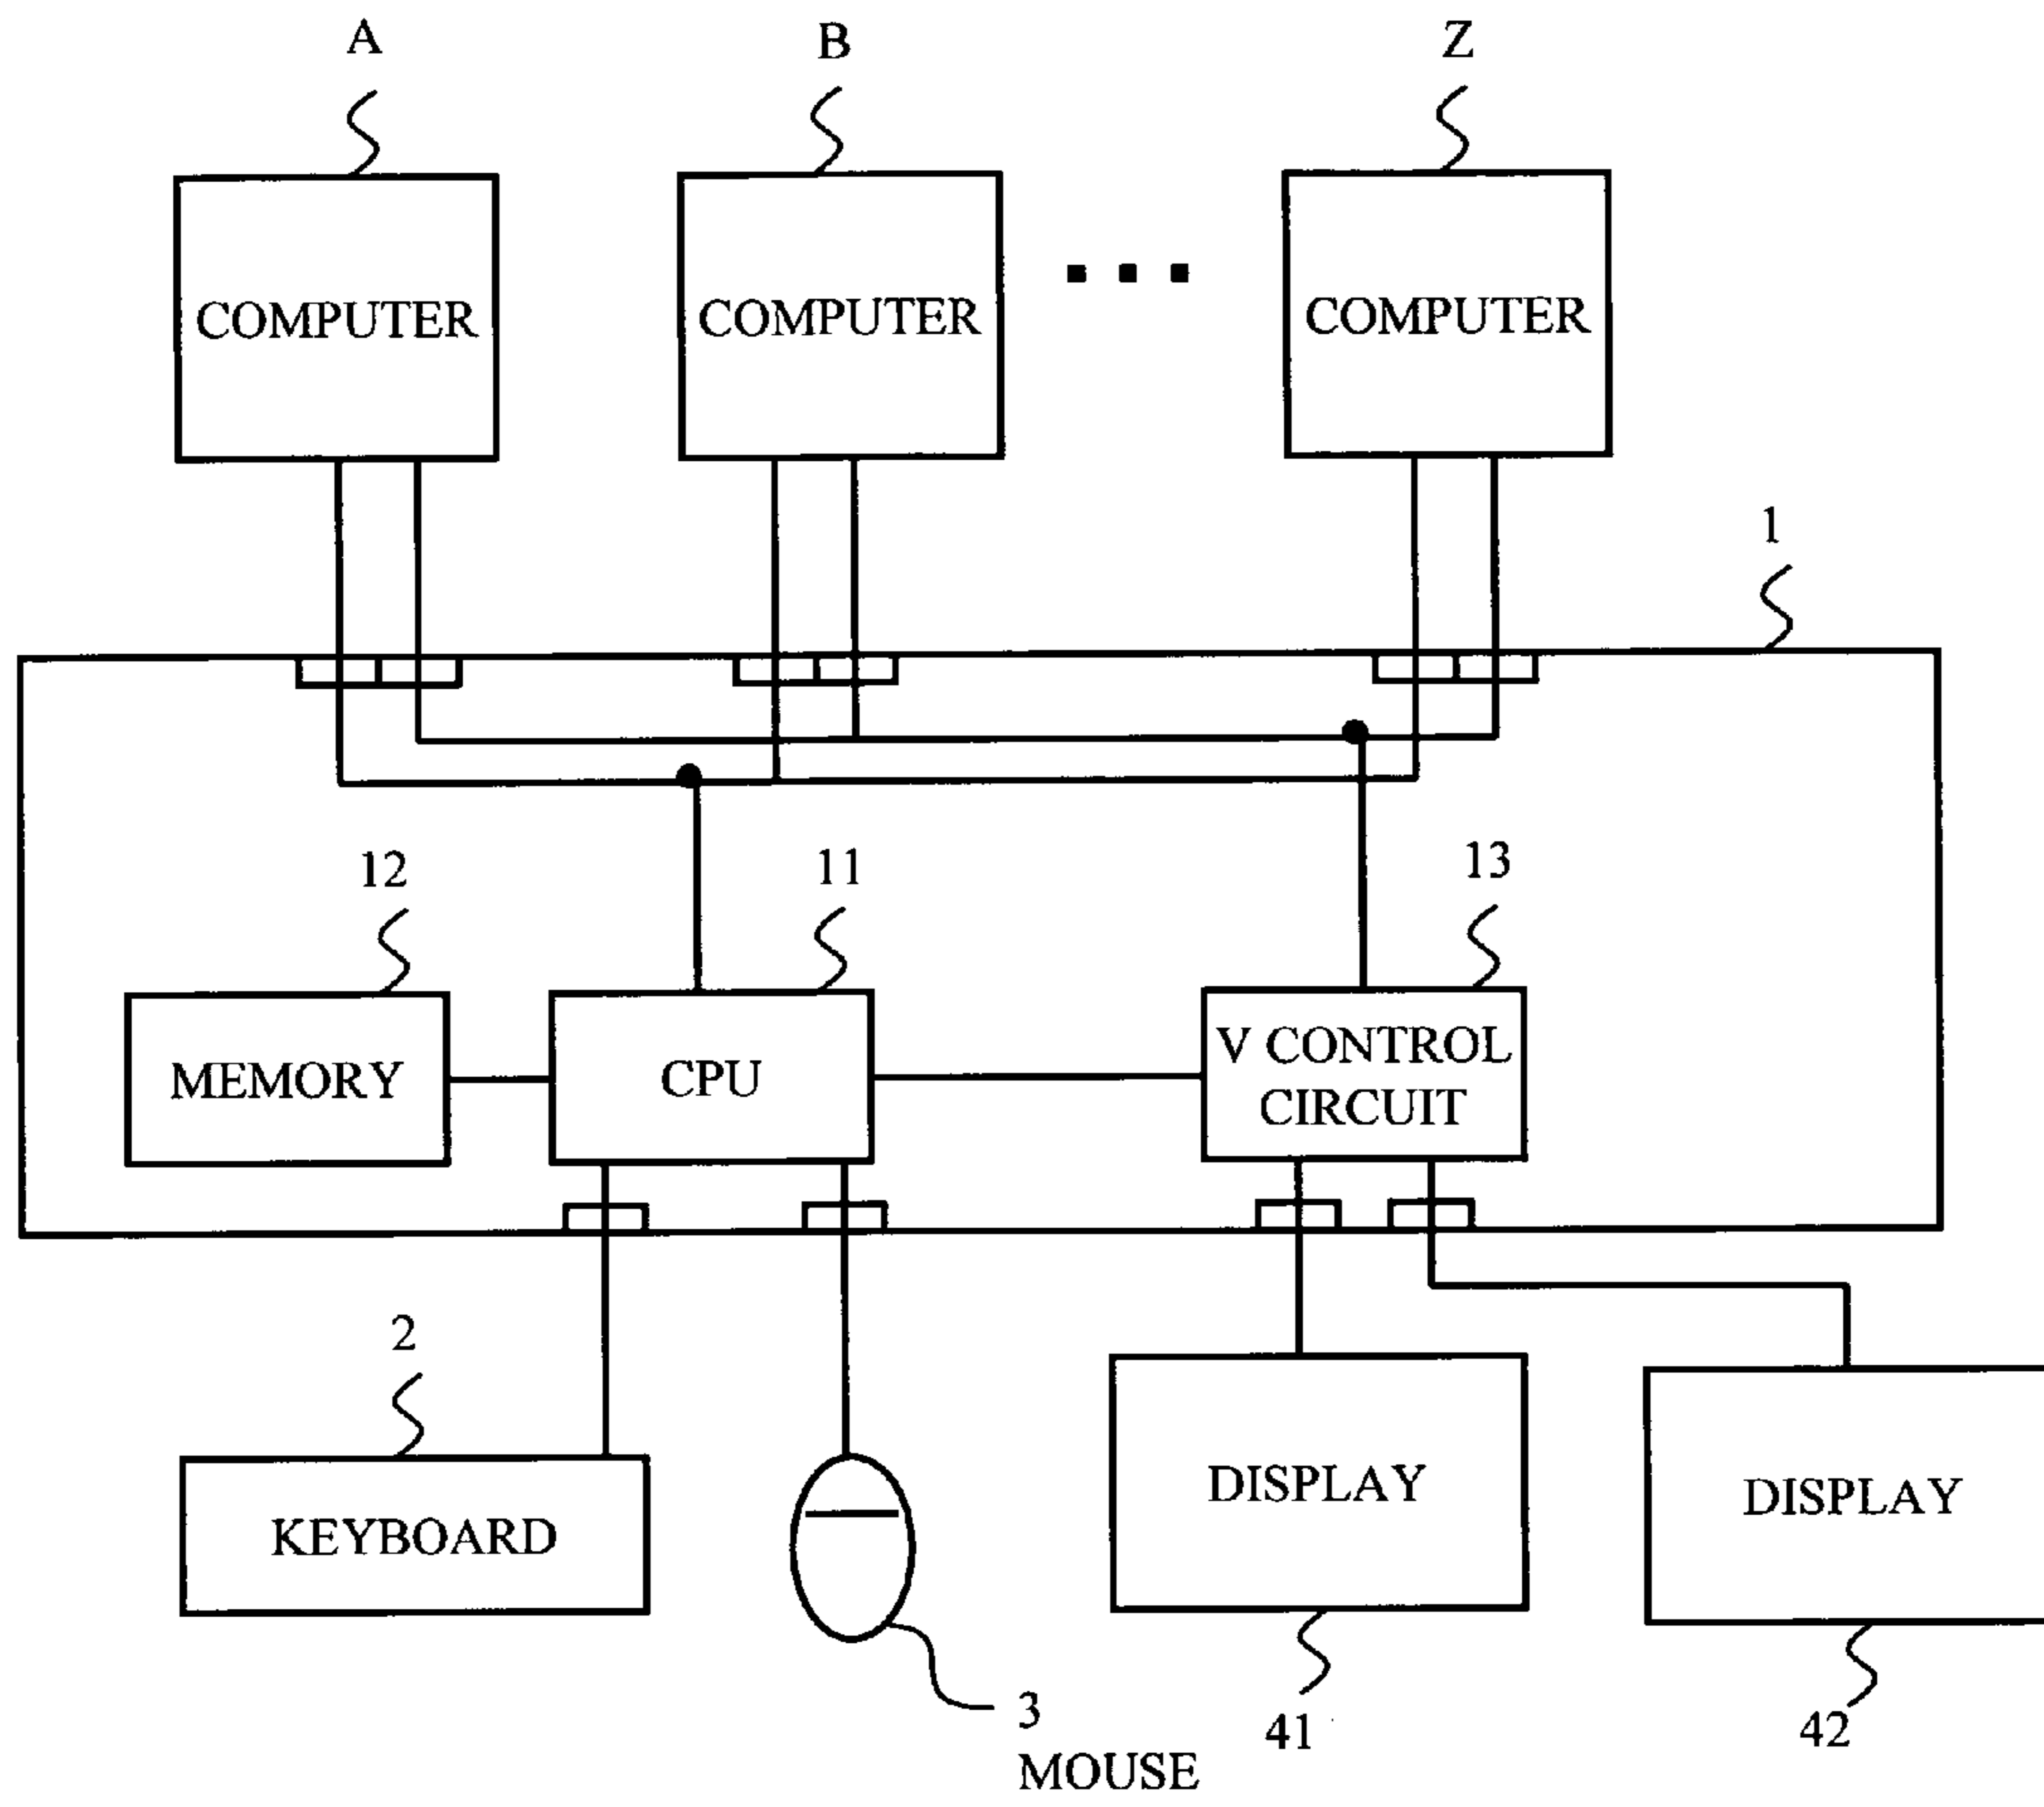 A
B
Z
COMPUTER
COMPUTER
COMPUTER
1
12
11
13
MEMORY
CPU
V CONTROL
CIRCUIT
2
KEYBOARD
DISPLAY
DISPLAY
3
MOUSE
41
42